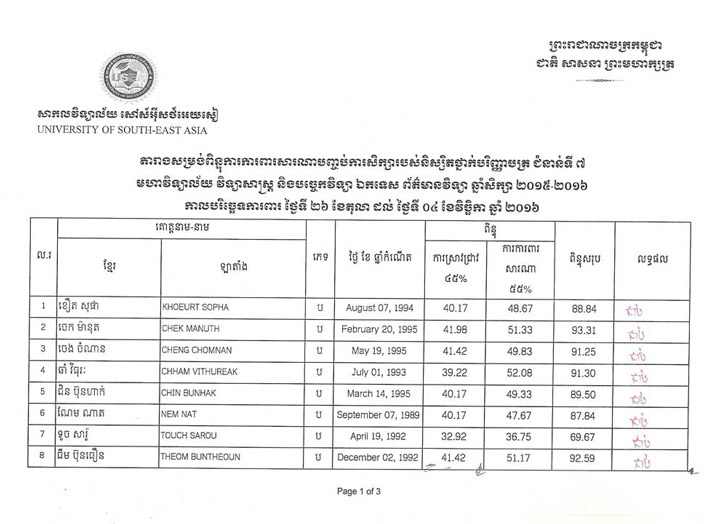 ព្រះរាជាណាចក្រកម្ពុជា
ជាតិ សាសនា ព្រះមហាក្សត្រ
សាកលវិទ្យាល័យ សៅស៍អ៊ីសថ៍អេយសៀ
UNIVERSITY OF SOUTH-EAST ASIA
តារាងសម្រង់ពិន្ទុការការពារសារណាបញ្ចប់ការសិក្សារបស់និស្សិតថ្នាក់បរិញ្ញាបត្រ ជំនាន់ទី ៧
មហាវិទ្យាល័យ វិទ្យាសាស្ត្រ និងបច្ចេកវិទ្យា ឯកទេស ព័ត៌មានវិទ្យា ឆ្នាំសិក្សា ២០១៥-២០១៦
កាលបរិច្ឆេទការពារ ថ្ងៃទី ២៦ ខែតុលា ដល់ ថ្ងៃទី ០៤ ខែវិច្ឆិកា ឆ្នាំ ២០១៦
ល.រ គោត្តនាម-នាម ភេទ ថ្ងៃ ខែ ឆ្នាំកំណើត ពិន្ទុ ពិន្ទុសរុប លទ្ធផល
ខ្មែរ ឡាតាំង ការស្រាវជ្រាវ ៤៥% ការការពារ សារណា ៥៥%
1 ខឿត សុផា KHOEURT SOPHA ប August 07, 1994 40.17 48.67 88.84 ជាប់
2 ចេក ម៉ានុត CHEK MANUTH ប February 20, 1995 41.98 51.33 93.31 ជាប់
3 ចេង ចំណាន CHENG CHOMNAN ប May 19, 1995 41.42 49.83 91.25 ជាប់
4 ឆាំ វិធុរៈ CHHAM VITHUREAK ប July 01, 1993 39.22 52.08 91.30 ជាប់
5 ជិន ប៊ុនហាក់ CHIN BUNHAK ប March 14, 1995 40.17 49.33 89.50 ជាប់
6 ណែម ណាត NEM NAT ប September 07, 1989 40.17 47.67 87.84 ជាប់
7 ទូច សារ៉ូ TOUCH SAROU ប April 19, 1992 32.92 36.75 69.67 ជាប់
8 ធឹម ប៊ុនធឿន THEOM BUNTHEOUN ប December 02, 1992 41.42 51.17 92.59 ជាប់
Page 1 of 3